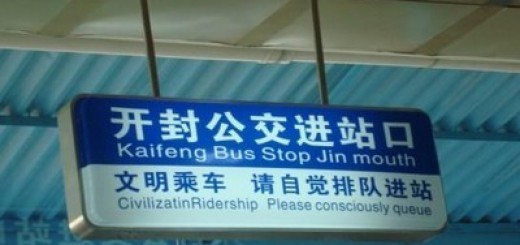 开封公交进站口
Kaifeng Bus Stop Jin mouth
文明乘车 请自觉排队进站
CivilizatinRidership Please consciously queue